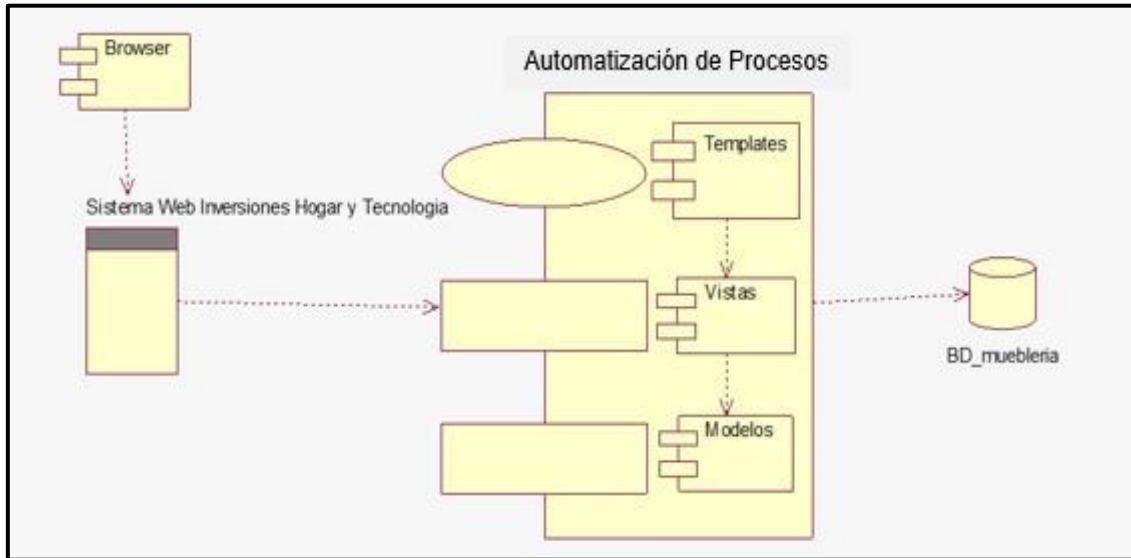 Browser
Automatización de Procesos
Templates
Sistema Web Inversiones Hogar y Tecnologia
Vistas
BD_muebleria
Modelos